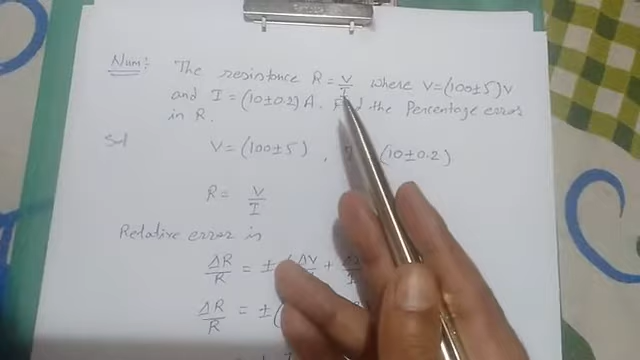 Num: The resistance R = V/I where V=(100±5)V
and I = (10±0.2)A. the Percentage error
in R.
Sol V = (100±5) , (10±0.2)
R = V/I
Relative error in
ΔR/R = ± ΔV +
ΔR/R = ± (